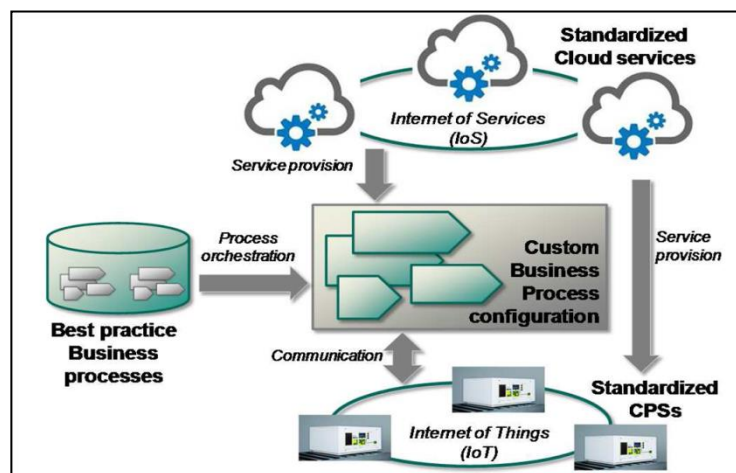 Standardized
Cloud services
Internet of Services
(IoS)
Service provision
Process
orchestration
Custom
Business
Process
configuration
Service
provision
Best practice
Business
processes
Communication
Standardized
CPSs
Internet of Things
(IoT)